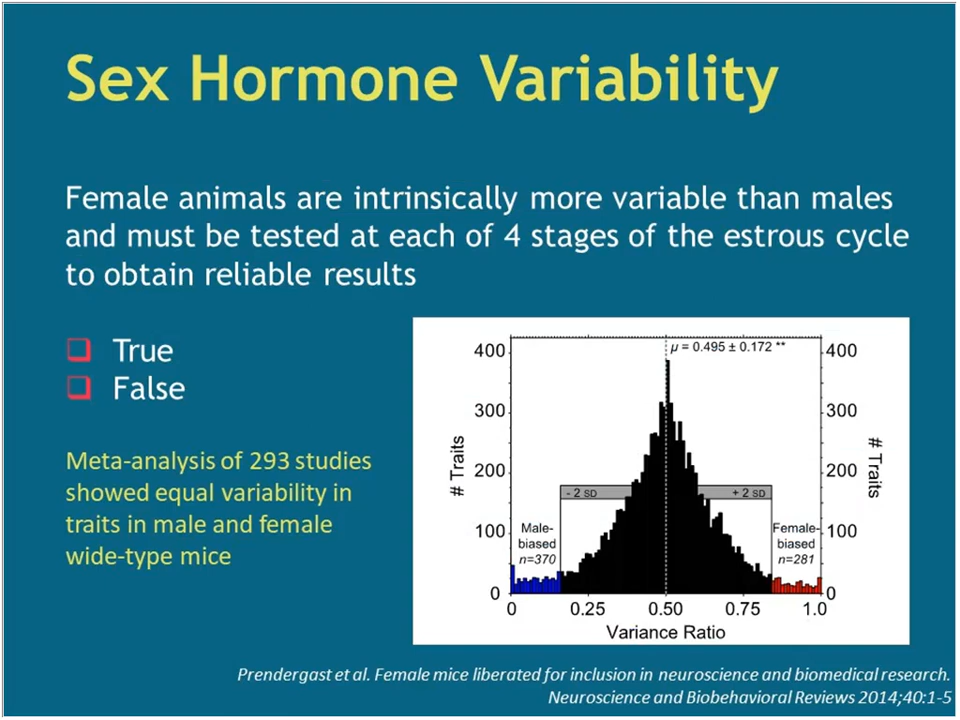 Sex Hormone Variability
Female animals are intrinsically more variable than males
and must be tested at each of 4 stages of the estrous cycle
to obtain reliable results
True
False
Meta-analysis of 293 studies
showed equal variability in
traits in male and female
wide-type mice
μ = 0.495 ± 0.172 **
400
300
200
100
0
# Traits
- 2 SD
+ 2 SD
Male-
biased
n=370
Female-
biased
n=281
400
300
200
100
0
# Traits
0 0.25 0.50 0.75 1.0
Variance Ratio
Prendergast et al. Female mice liberated for inclusion in neuroscience and biomedical research.
Neuroscience and Biobehavioral Reviews 2014;40:1-5